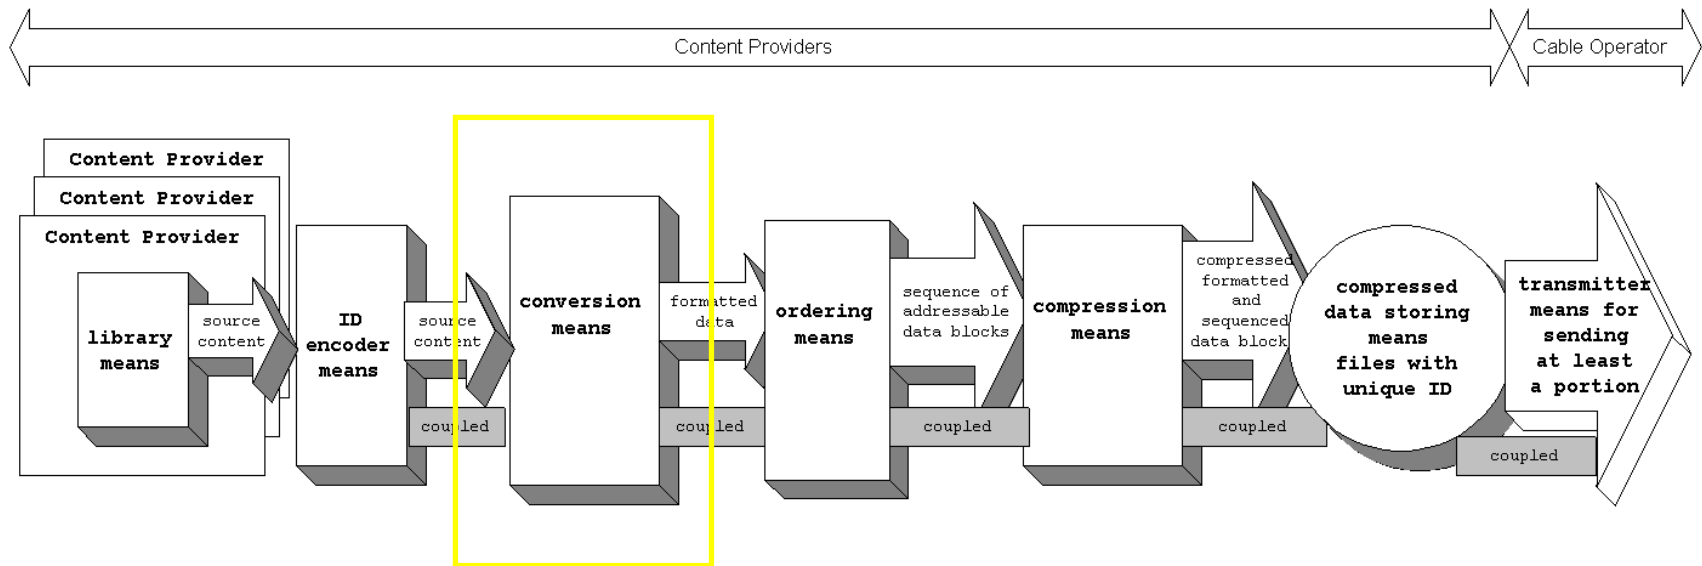 Content Providers
Cable Operator
Content Provider
Content Provider
Content Provider
library
means
source
content
ID
encoder
means
source
content
coupled
conversion
means
formatted
data
coupled
ordering
means
sequence of
addressable
data blocks
coupled
compression
means
compressed
formatted
and
sequenced
data block
coupled
compressed
data storing
means
files with
unique ID
transmitter
means for
sending
at least
a portion
coupled